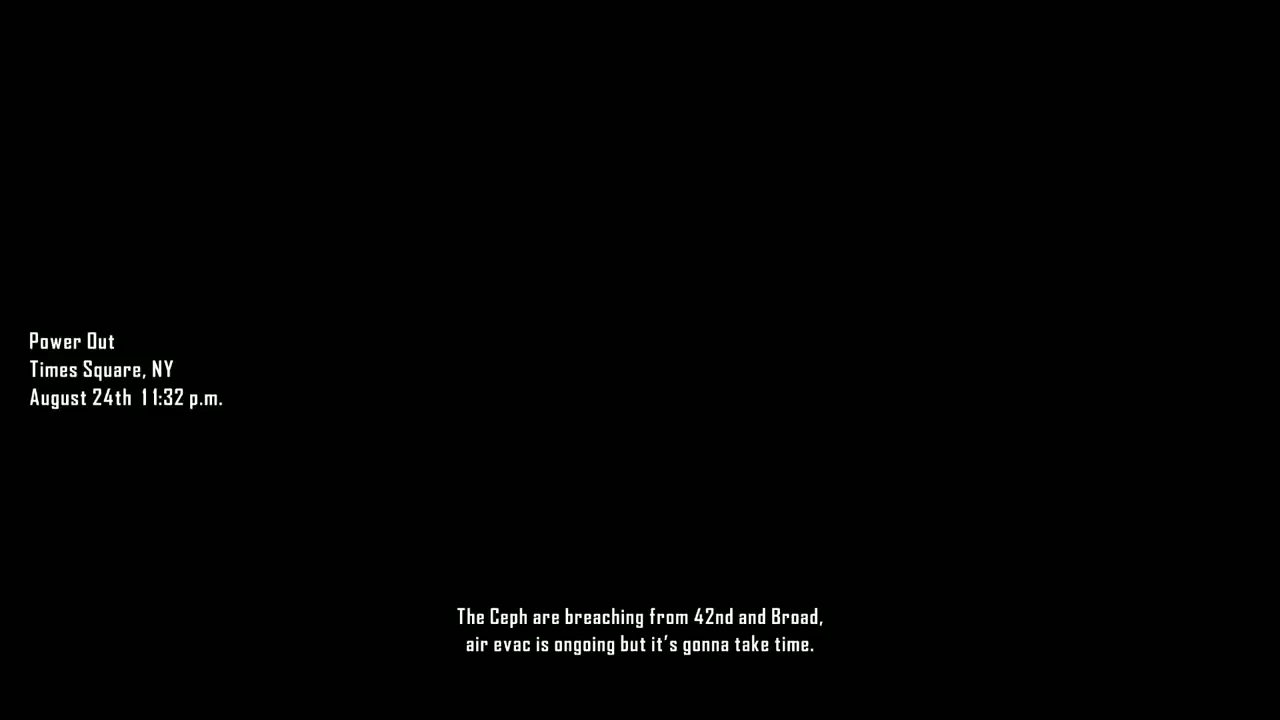 Power Out
Times Square, NY
August 24th 11:32 p.m.
The Ceph are breaching from 42nd and Broad,
air evac is ongoing but it's gonna take time.